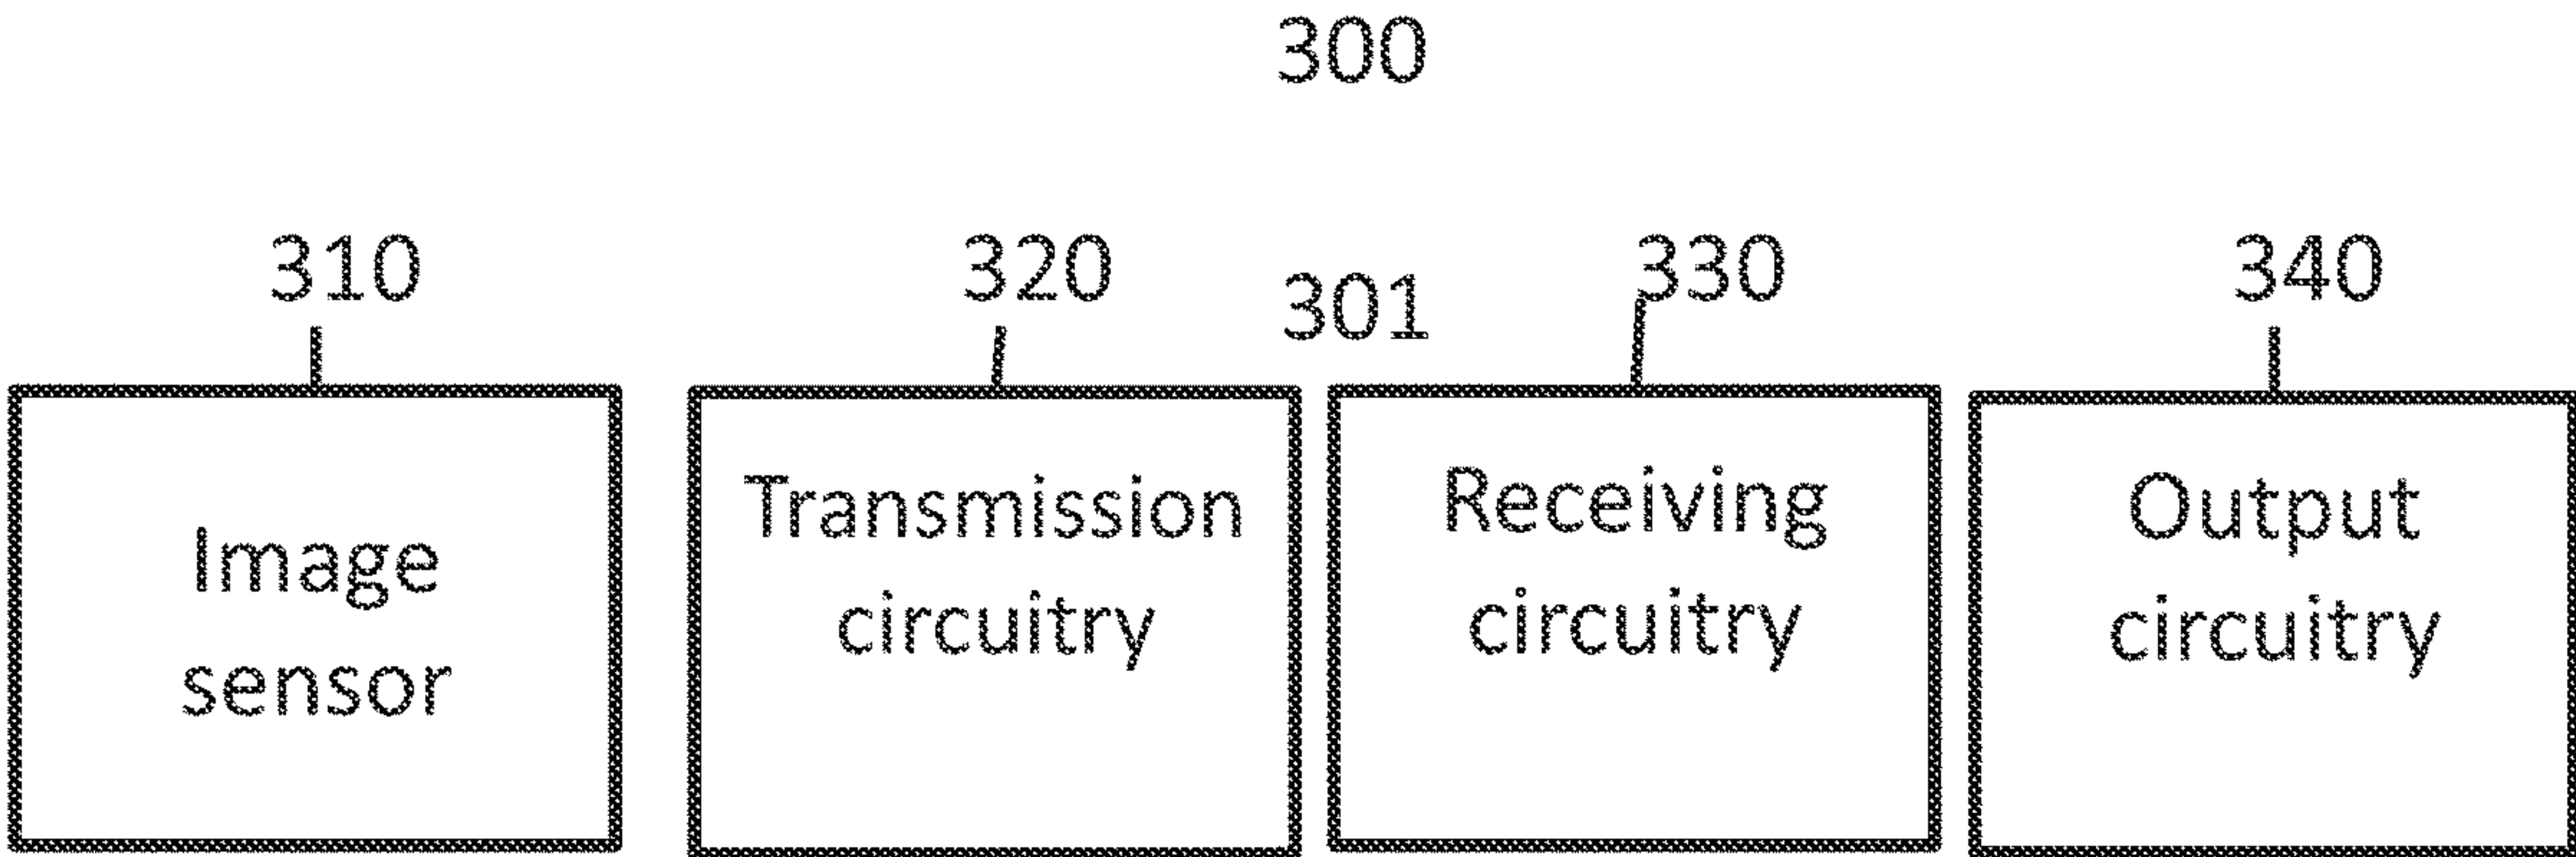 300
310
320
301
330
340
Image
sensor
Transmission
circuitry
Receiving
circuitry
Output
circuitry